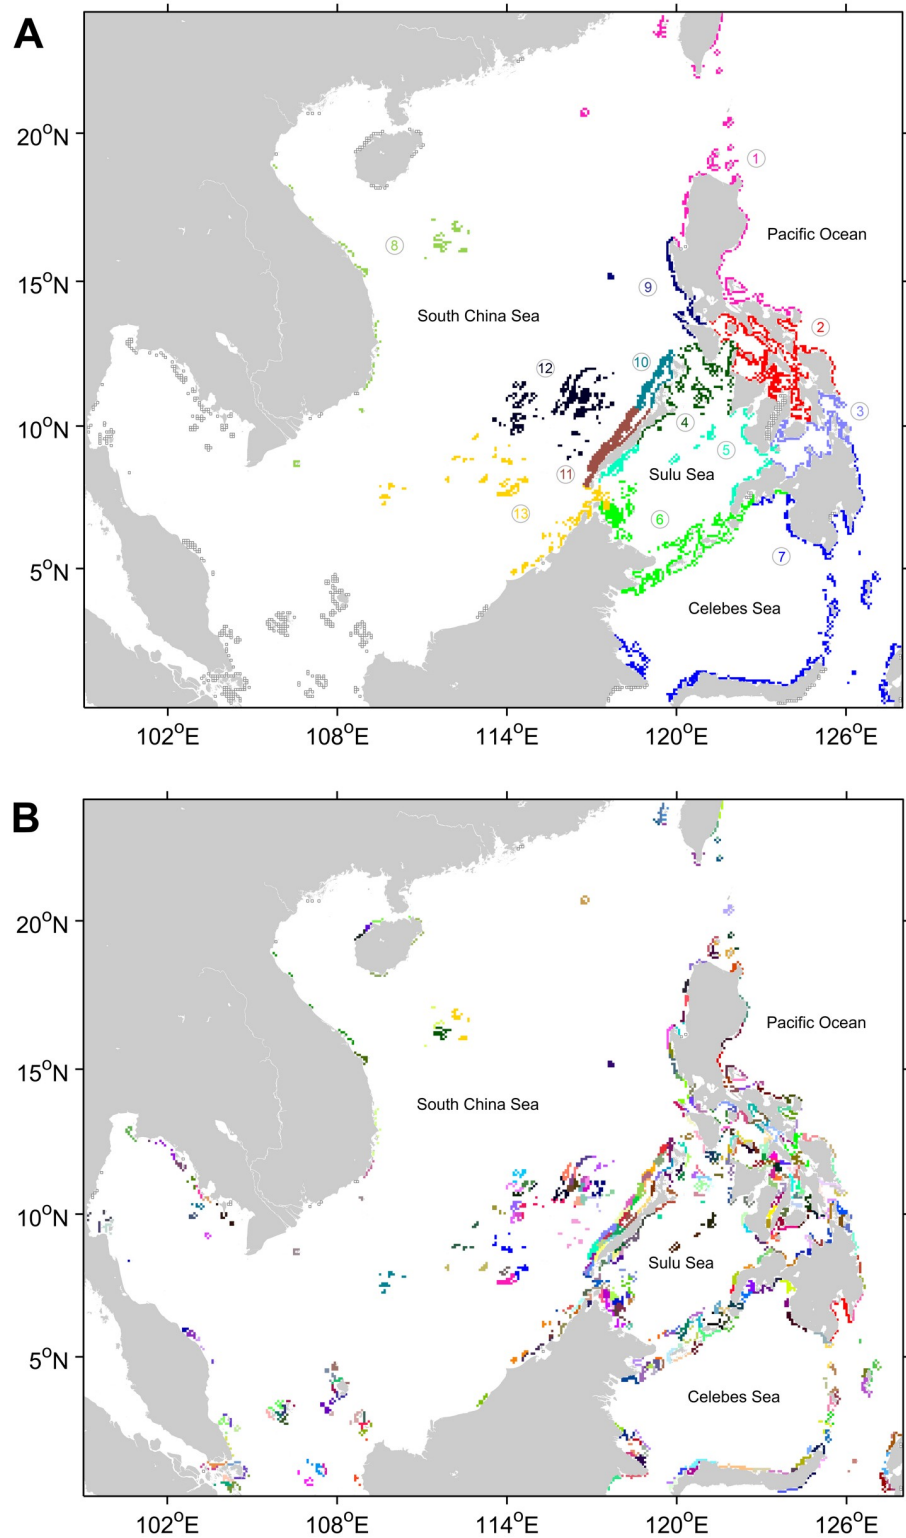 A
20°N
1
Pacific Ocean
8
15°N
9
South China Sea
2
10
12
3
10°N
4
5
11
Sulu Sea
13
6
7
5°N
Celebes Sea
102°E 108°E 114°E 120°E 126°E
B
20°N
Pacific Ocean
15°N
South China Sea
10°N
Sulu Sea
5°N
Celebes Sea
102°E 108°E 114°E 120°E 126°E